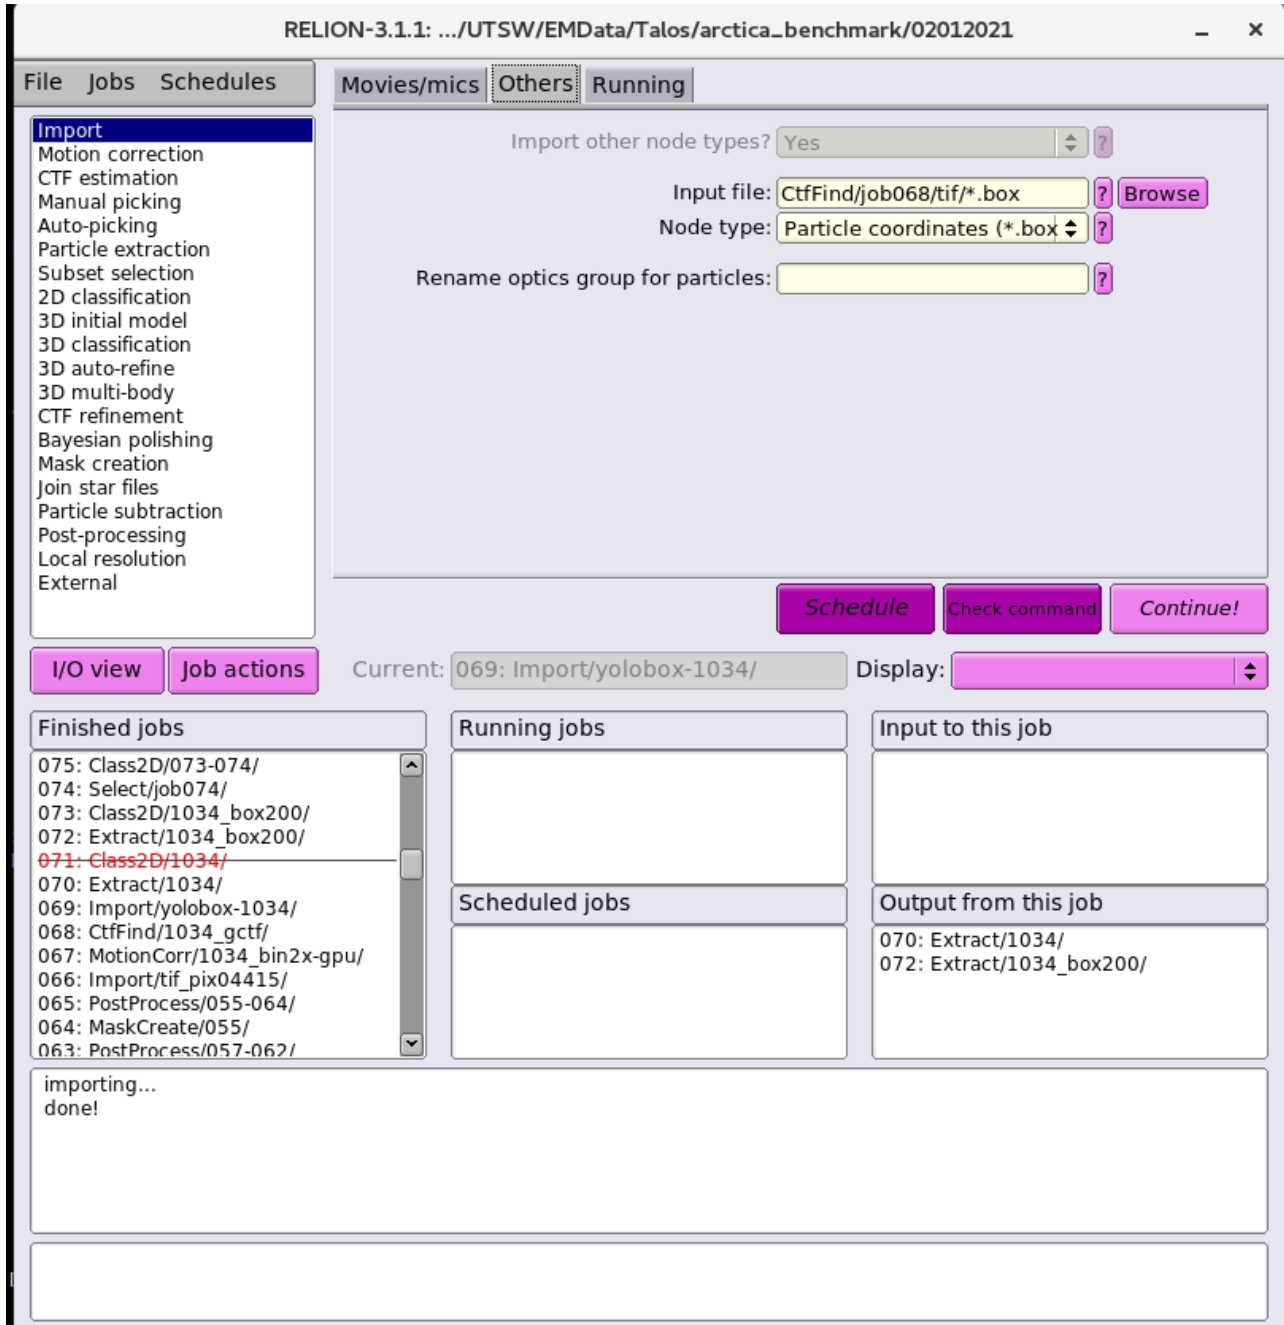 RELION-3.1.1: .../UTSW/EMData/Talos/arctica_benchmark/02012021
File Jobs Schedules
Movies/mics Others Running
Import
Motion correction
CTF estimation
Manual picking
Auto-picking
Particle extraction
Subset selection
2D classification
3D initial model
3D classification
3D auto-refine
3D multi-body
CTF refinement
Bayesian polishing
Mask creation
Join star files
Particle subtraction
Post-processing
Local resolution
External
Import other node types? Yes ?
Input file: CtfFind/job068/tif/*.box ? Browse
Node type: Particle coordinates (*.box ?
Rename optics group for particles: ?
Schedule Check command Continue!
I/O view Job actions Current: 069: Import/yolobox-1034/ Display:
Finished jobs
075: Class2D/073-074/
074: Select/job074/
073: Class2D/1034_box200/
072: Extract/1034_box200/
071: Class2D/1034/
070: Extract/1034/
069: Import/yolobox-1034/
068: CtfFind/1034_gctf/
067: MotionCorr/1034_bin2x-gpu/
066: Import/tif_pix04415/
065: PostProcess/055-064/
064: MaskCreate/055/
063: PostProcess/057-062/
Running jobs
Scheduled jobs
Input to this job
Output from this job
070: Extract/1034/
072: Extract/1034_box200/
importing...
done!